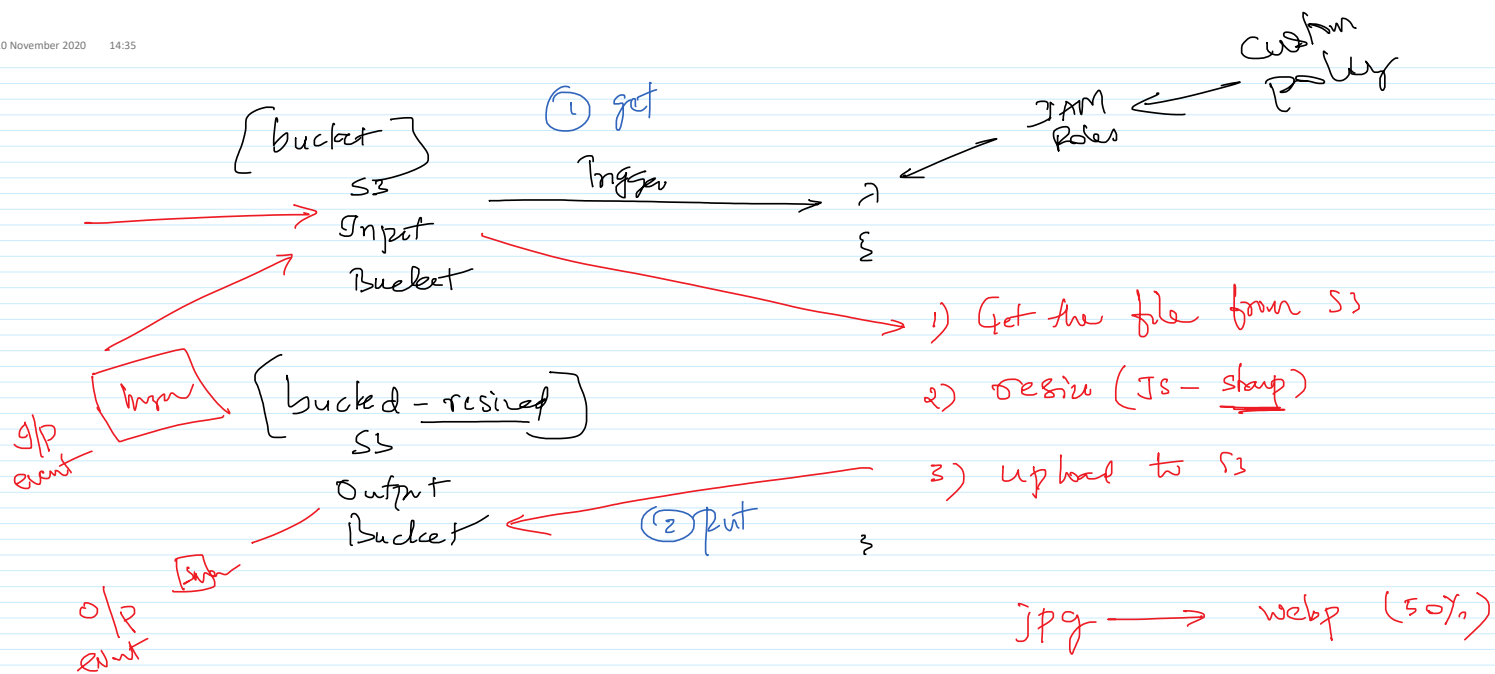 0 November 2020 14:35
custom
policy
① get
IAM
Roles
[bucket]
S3
Trigger
λ
Input
{
Bucket
1) Get the file from S3
2) resize (JS - sharp)
[bucked - resized]
I/P
event
S3
3) upload to S3
Output
Bucket
② put
}
O/P
event
jpg → webp (50%)